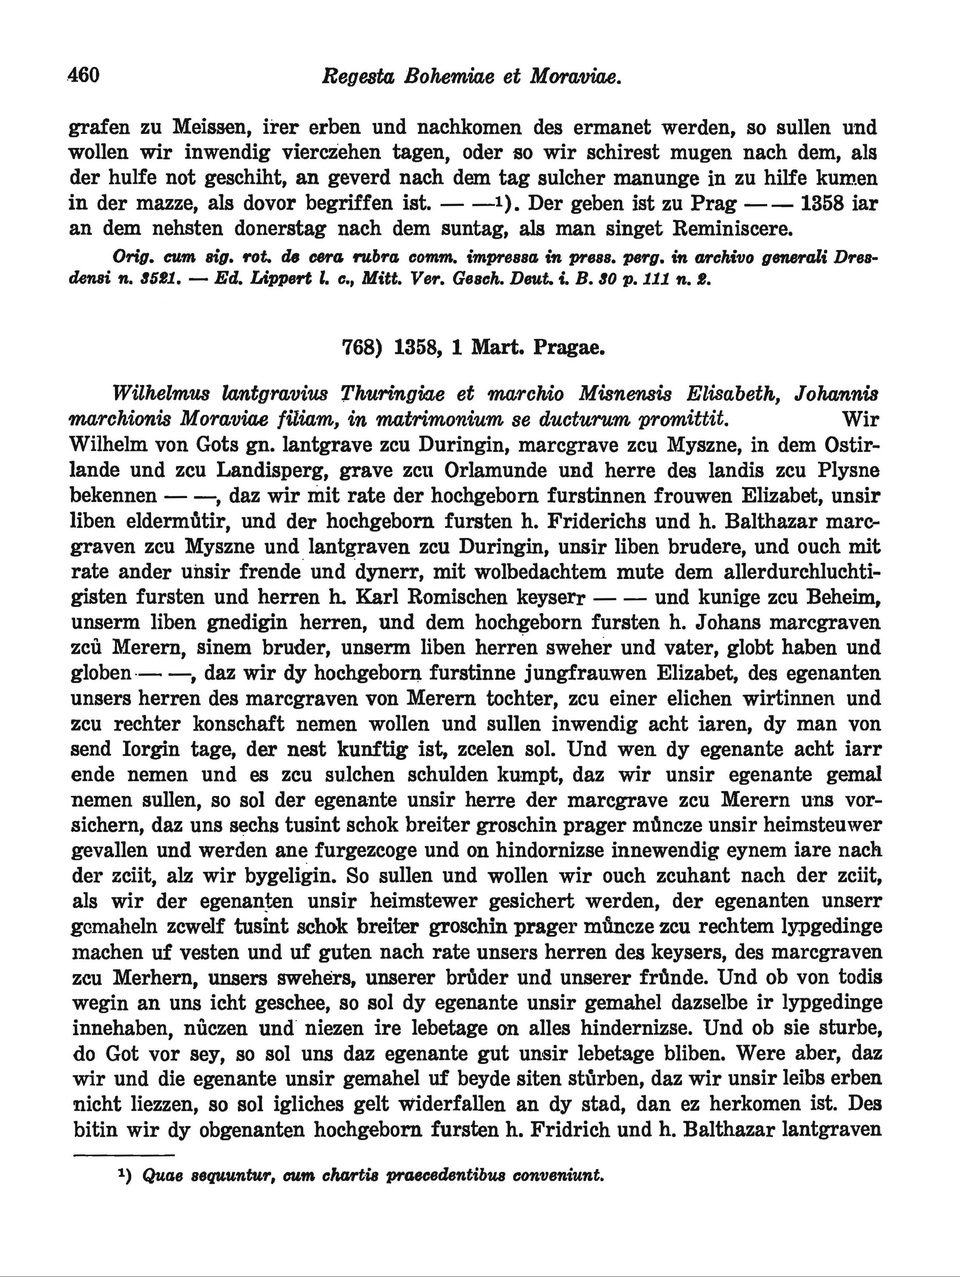 460 Regesta Bohemiae et Moraviae.
grafen zu Meissen, irer erben und nachkomen des ermanet werden, so sullen und
wollen wir inwendig vierczehen tagen, oder so wir schirest mugen nach dem, als
der hulfe not geschiht, an geverd nach dem tag sulcher manunge in zu hilfe kumen
in der mazze, als dovor begriffen ist. — —¹). Der geben ist zu Prag — — 1358 iar
an dem nehsten donerstag nach dem suntag, als man singet Reminiscere.
Orig. cum sig. rot. de cera rubra comm. impressa in press. perg. in archivo generali Dres-
densi n. 3521. — Ed. Lippert l. c., Mitt. Ver. Gesch. Deut. i. B. 30 p. 111 n. 2.
768) 1358, 1 Mart. Pragae.
Wilhelmus lantgravius Thuringiae et marchio Misnensis Elisabeth, Johannis
marchionis Moraviae filiam, in matrimonium se ducturum promittit. Wir
Wilhelm von Gots gn. lantgrave zcu Duringin, marcgrave zcu Myszne, in dem Ostir-
lande und zcu Landisperg, grave zcu Orlamunde und herre des landis zcu Plysne
bekennen — —, daz wir mit rate der hochgeborn furstinnen frouwen Elizabet, unsir
liben eldermůtir, und der hochgeborn fursten h. Friderichs und h. Balthazar marc-
graven zcu Myszne und lantgraven zcu Duringin, unsir liben brudere, und ouch mit
rate ander unsir frende und dynerr, mit wolbedachtem mute dem allerdurchluchti-
gisten fursten und herren h. Karl Romischen keyserr — — und kunige zcu Beheim,
unserm liben gnedigin herren, und dem hochgeborn fursten h. Johans marcgraven
zců Merern, sinem bruder, unserm liben herren sweher und vater, globt haben und
globen — —, daz wir dy hochgeborn furstinne jungfrauwen Elizabet, des egenanten
unsers herren des marcgraven von Merern tochter, zcu einer elichen wirtinnen und
zcu rechter konschaft nemen wollen und sullen inwendig acht iaren, dy man von
send Iorgin tage, der nest kunftig ist, zcelen sol. Und wen dy egenante acht iarr
ende nemen und es zcu sulchen schulden kumpt, daz wir unsir egenante gemal
nemen sullen, so sol der egenante unsir herre der marcgrave zcu Merern uns vor-
sichern, daz uns sechs tusint schok breiter groschin prager můncze unsir heimsteuwer
gevallen und werden ane furgezcoge und on hindornizse innewendig eynem iare nach
der zciit, alz wir bygeligin. So sullen und wollen wir ouch zcuhant nach der zciit,
als wir der egenanten unsir heimstewer gesichert werden, der egenanten unserr
gemaheln zcwelf tusint schok breiter groschin prager můncze zcu rechtem lypgedinge
machen uf vesten und uf guten nach rate unsers herren des keysers, des marcgraven
zcu Merhern, unsers swehers, unserer brůder und unserer frůnde. Und ob von todis
wegin an uns icht geschee, so sol dy egenante unsir gemahel dazselbe ir lypgedinge
innehaben, nůczen und niezen ire lebetage on alles hindernizse. Und ob sie sturbe,
do Got vor sey, so sol uns daz egenante gut unsir lebetage bliben. Were aber, daz
wir und die egenante unsir gemahel uf beyde siten stůrben, daz wir unsir leibs erben
nicht liezzen, so sol igliches gelt widerfallen an dy stad, dan ez herkomen ist. Des
bitin wir dy obgenanten hochgeborn fursten h. Fridrich und h. Balthazar lantgraven
¹) Quae sequuntur, cum chartis praecedentibus conveniunt.